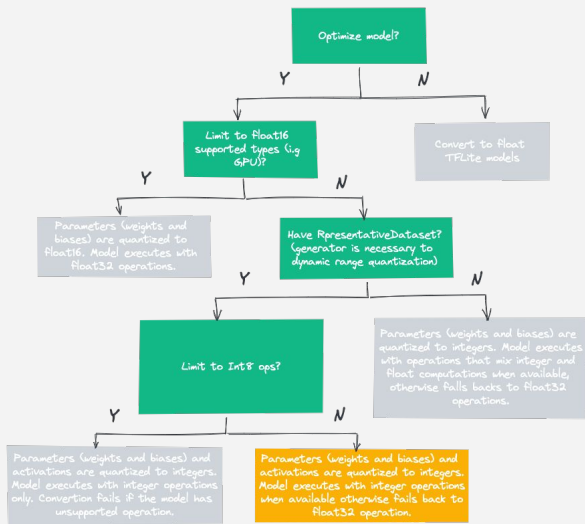 Optimize model?
Y
N
Limit to float16
supported types (i.g
GPU)?
Convert to float
TFLite models
Y
N
Parameters (weights and
biases) are quantized to
float16. Model executes with
float32 operations.
Have RpresentativeDataset?
(generator is necessary to
dynamic range quantization)
Y
N
Limit to Int8 ops?
Parameters (weights and biases) are
quantized to integers. Model executes
with operations that mix integer and
float computations when available,
otherwise falls backs to float32
operations.
Y
N
Parameters (weights and biases) and
activations are quantized to integers.
Model executes with integer operations
only. Convertion fails if the model has
unsupported operation.
Parameters (weights and biases) and
activations are quantized to integers.
Model executes with integer operations
when available otherwise fails back to
float32 operation.